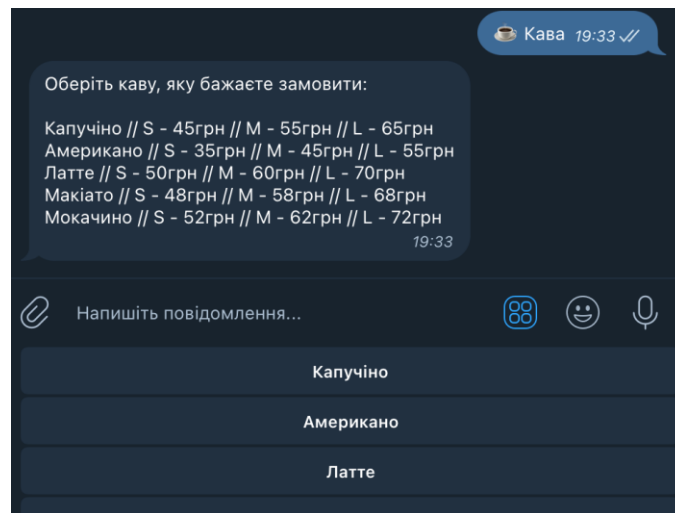 ☕ Кава 19:33
Оберіть каву, яку бажаєте замовити:
Капучіно // S - 45грн // M - 55грн // L - 65грн
Американо // S - 35грн // M - 45грн // L - 55грн
Латте // S - 50грн // M - 60грн // L - 70грн
Макіато // S - 48грн // M - 58грн // L - 68грн
Мокачино // S - 52грн // M - 62грн // L - 72грн
19:33
Напишіть повідомлення...
Капучіно
Американо
Латте